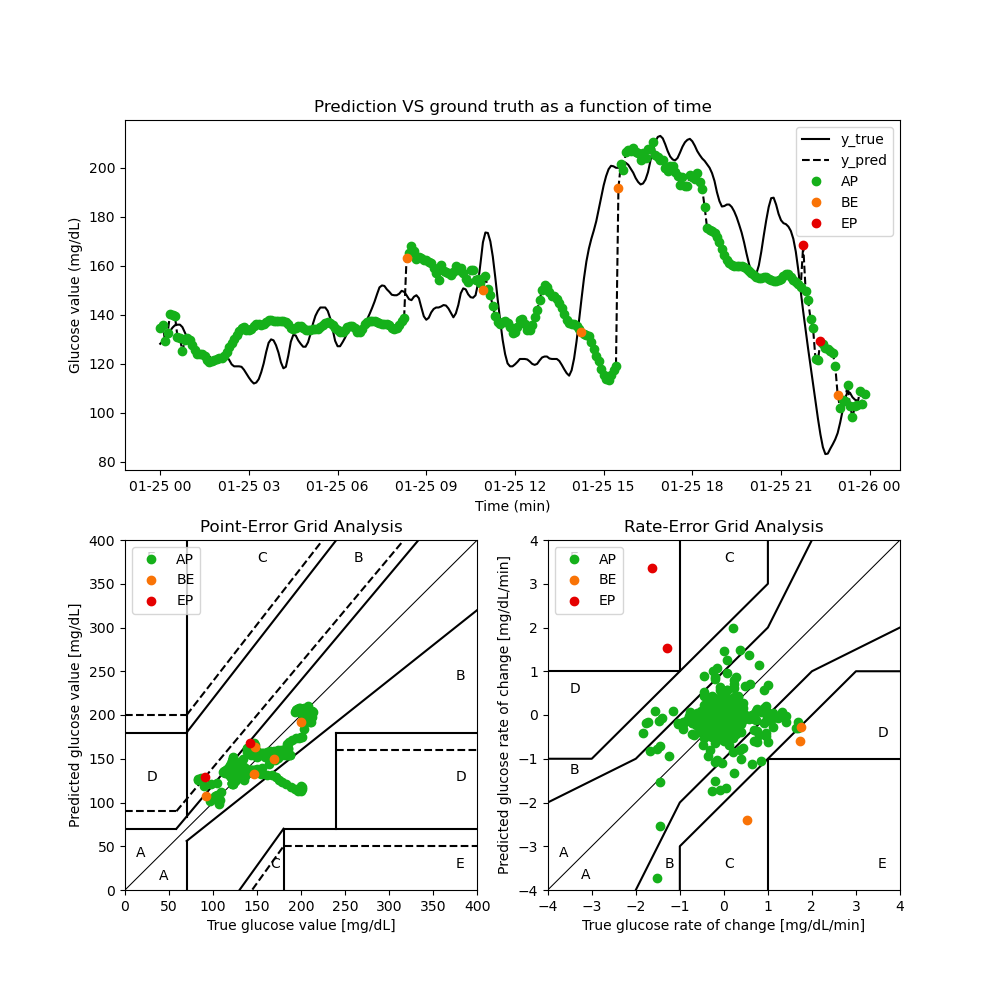 Prediction VS ground truth as a function of time
Glucose value (mg/dL)
200
180
160
140
120
100
80
y_true
y_pred
AP
BE
EP
01-25 00 01-25 03 01-25 06 01-25 09 01-25 12 01-25 15 01-25 18 01-25 21 01-26 00
Time (min)
Point-Error Grid Analysis
Predicted glucose value [mg/dL]
400
350
300
250
200
150
100
50
0
AP
BE
EP
C B
B
D D
A
A
C E
0 50 100 150 200 250 300 350 400
True glucose value [mg/dL]
Rate-Error Grid Analysis
Predicted glucose rate of change [mg/dL/min]
4
3
2
1
0
−1
−2
−3
−4
AP
BE
EP
C
D
D
B
A
A
B C E
−4 −3 −2 −1 0 1 2 3 4
True glucose rate of change [mg/dL/min]